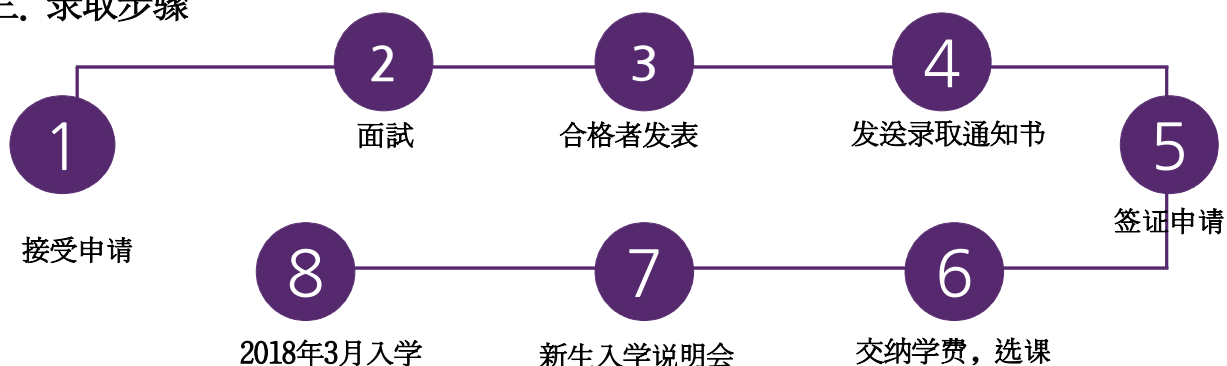 三. 录取步骤
1
接受申请
2
面試
3
合格者发表
4
发送录取通知书
5
签证申请
6
交纳学费, 选课
7
新生入学说明会
8
2018年3月入学